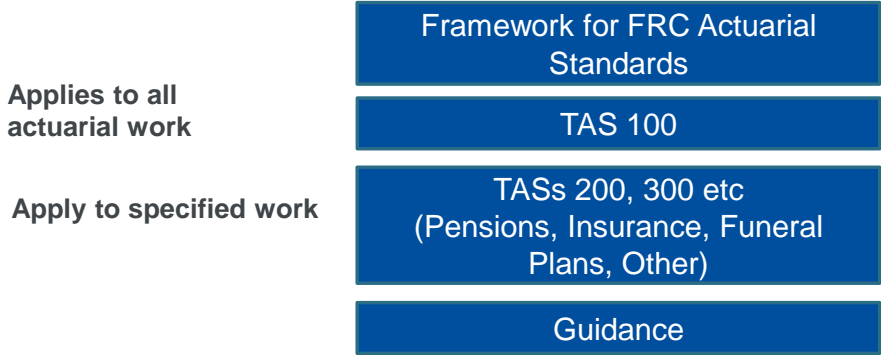 Framework for FRC Actuarial
Standards
Applies to all
actuarial work
TAS 100
Apply to specified work
TASs 200, 300 etc
(Pensions, Insurance, Funeral
Plans, Other)
Guidance